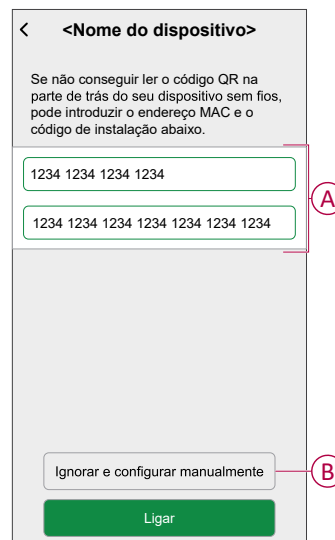 <Nome do dispositivo>
Se não conseguir ler o código QR na
parte de trás do seu dispositivo sem fios,
pode introduzir o endereço MAC e o
código de instalação abaixo.
1234 1234 1234 1234
1234 1234 1234 1234 1234 1234 1234
A
Ignorar e configurar manualmente
B
Ligar